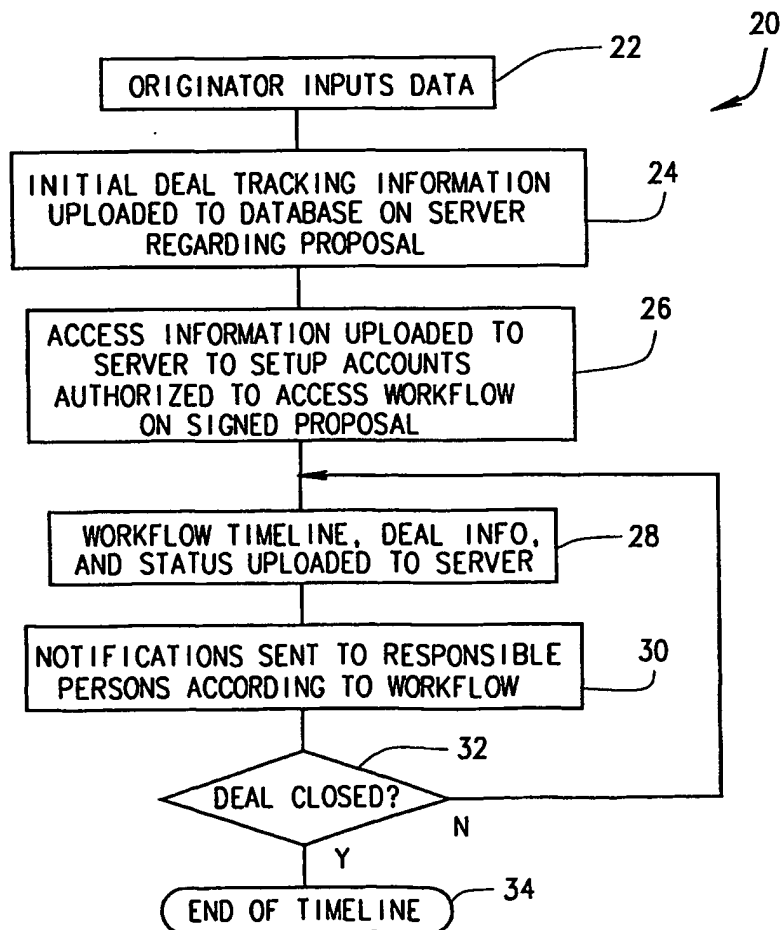 20
22
ORIGINATOR INPUTS DATA
INITIAL DEAL TRACKING INFORMATION
UPLOADED TO DATABASE ON SERVER
REGARDING PROPOSAL
24
ACCESS INFORMATION UPLOADED TO
SERVER TO SETUP ACCOUNTS
AUTHORIZED TO ACCESS WORKFLOW
ON SIGNED PROPOSAL
26
WORKFLOW TIMELINE, DEAL INFO,
AND STATUS UPLOADED TO SERVER
28
NOTIFICATIONS SENT TO RESPONSIBLE
PERSONS ACCORDING TO WORKFLOW
30
32
DEAL CLOSED?
N
Y
END OF TIMELINE
34